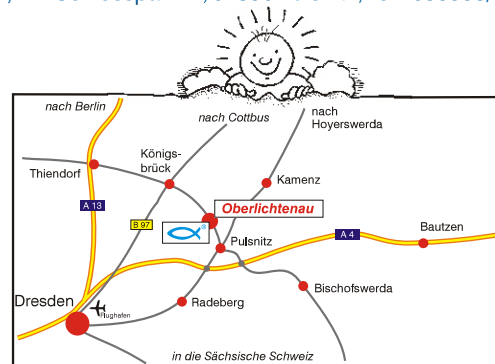 nach Berlin
nach Cottbus
nach
Hoyerswerda
Königs-
brück
Thiendorf
Kamenz
A 13
Oberlichtenau
B 97
®
Pulsnitz
A 4
Bautzen
Dresden
Flughafen
Radeberg
Bischofswerda
in die Sächsische Schweiz